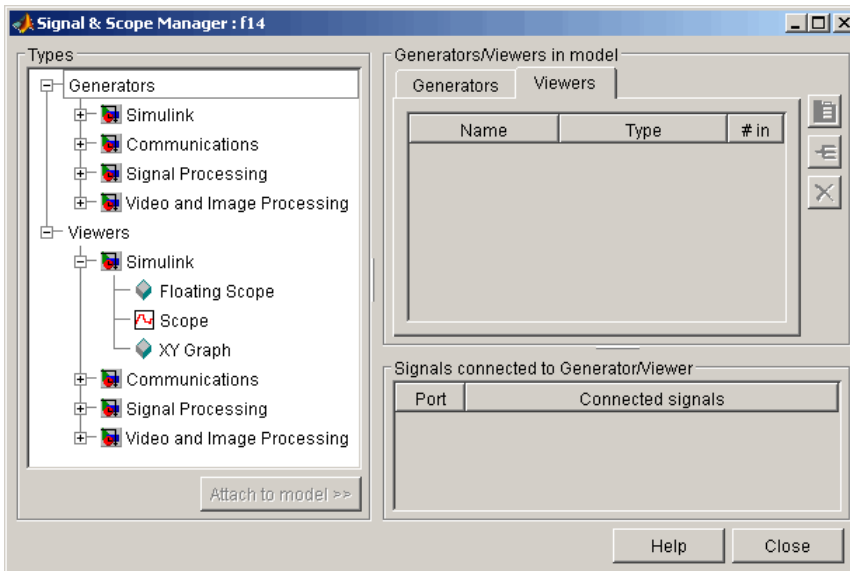 Signal & Scope Manager : f14
Types
Generators
Simulink
Communications
Signal Processing
Video and Image Processing
Viewers
Simulink
Floating Scope
Scope
XY Graph
Communications
Signal Processing
Video and Image Processing
Attach to model >>
Generators/Viewers in model
Generators Viewers
Name Type # in
Signals connected to Generator/Viewer
Port Connected signals
Help Close